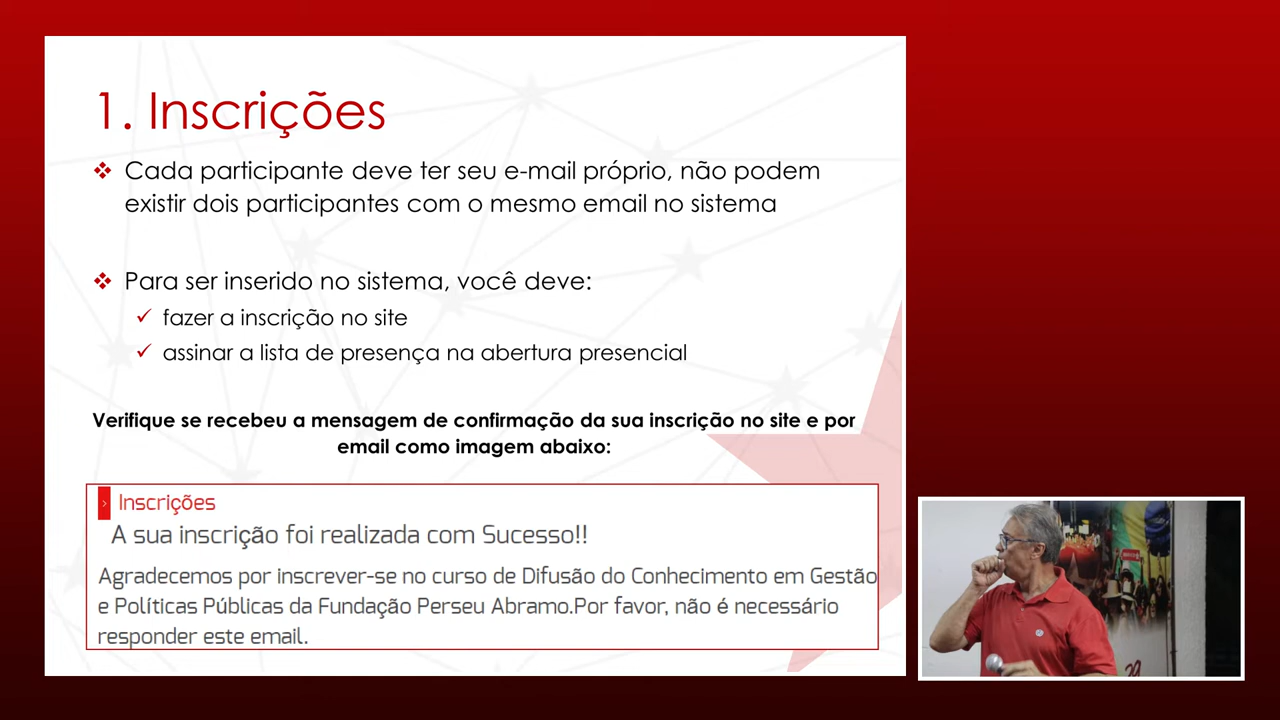 1. Inscrições
Cada participante deve ter seu e-mail próprio, não podem
existir dois participantes com o mesmo email no sistema
Para ser inserido no sistema, você deve:
fazer a inscrição no site
assinar a lista de presença na abertura presencial
Verifique se recebeu a mensagem de confirmação da sua inscrição no site e por
email como imagem abaixo:
Inscrições
A sua inscrição foi realizada com Sucesso!!
Agradecemos por inscrever-se no curso de Difusão do Conhecimento em Gestão
e Políticas Públicas da Fundação Perseu Abramo.Por favor, não é necessário
responder este email.